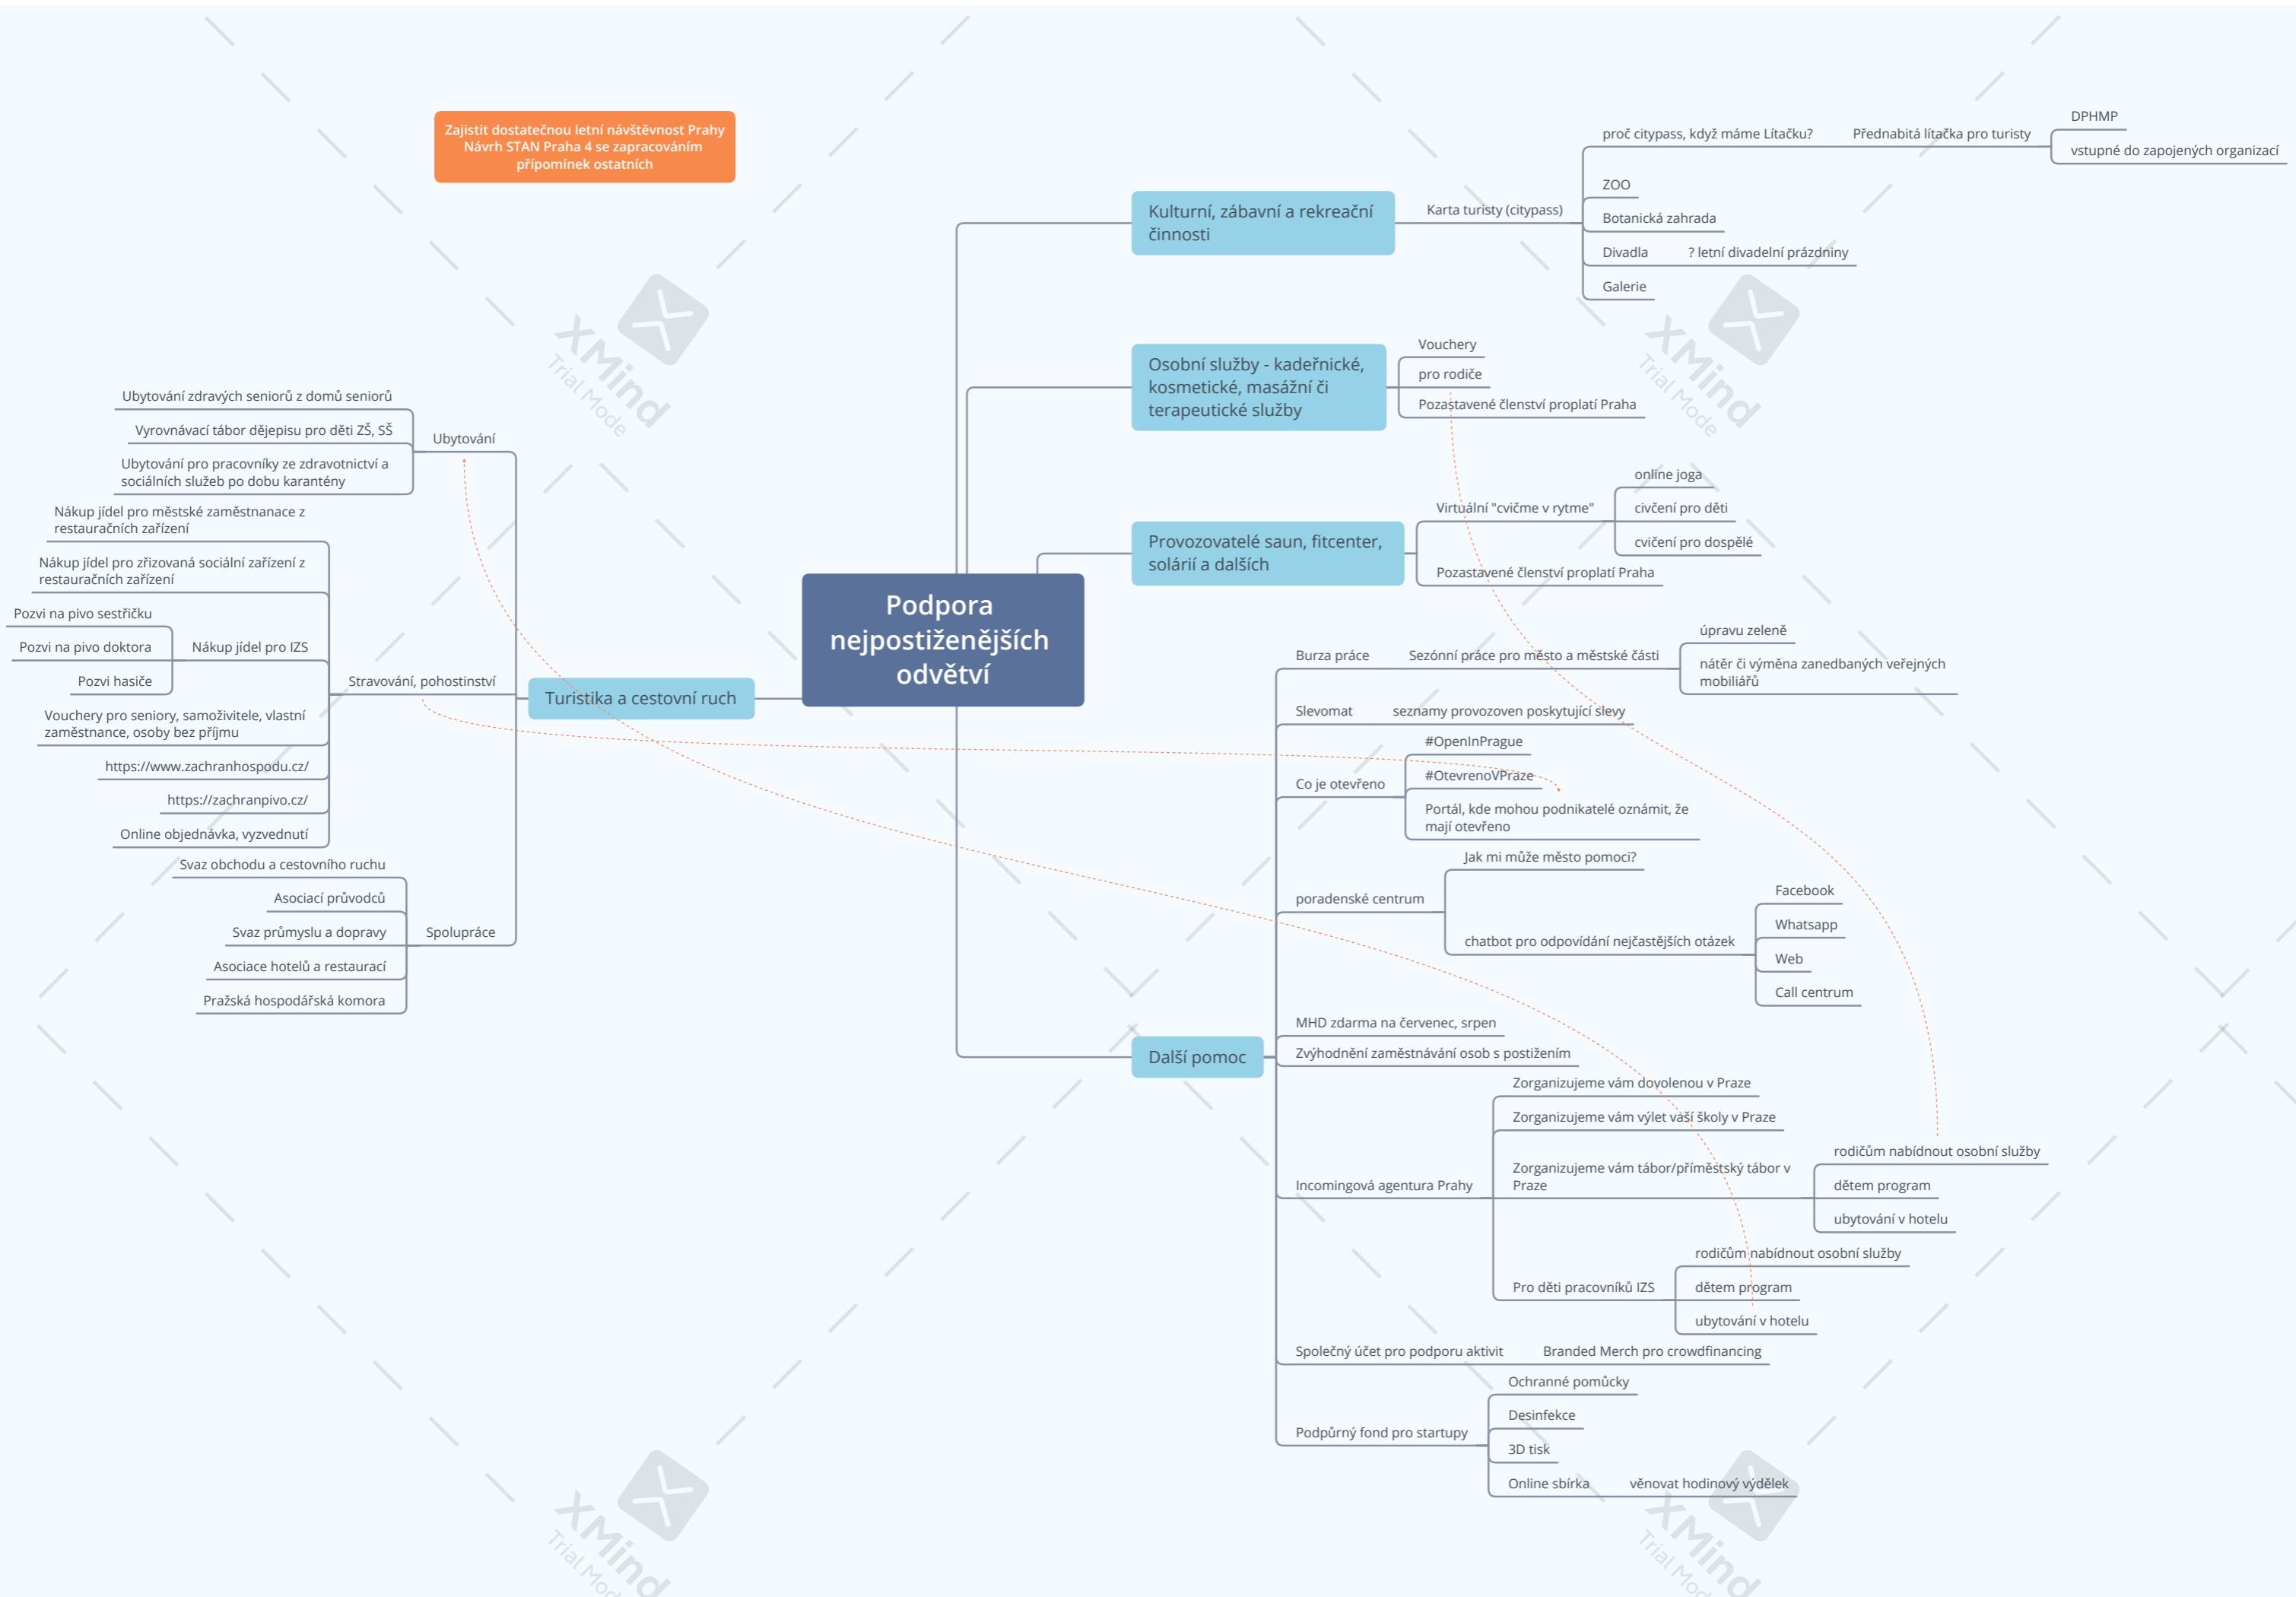 Zajistit dostatečnou letní návštěvnost Prahy
Návrh STAN Praha 4 se zapracováním
připomínek ostatních
Podpora
nejpostiženějších
odvětví
Kulturní, zábavní a rekreační
činnosti
Karta turisty (citypass)
proč citypass, když máme Lítačku?
Přednabitá lítačka pro turisty
DPHMP
vstupné do zapojených organizací
ZOO
Botanická zahrada
Divadla
? letní divadelní prázdniny
Galerie
Osobní služby - kadeřnické,
kosmetické, masážní či
terapeutické služby
Vouchery
pro rodiče
Pozastavené členství proplatí Praha
Provozovatelé saun, fitcenter,
solárií a dalších
Virtuální "cvičme v rytme"
online joga
civčení pro děti
cvičení pro dospělé
Pozastavené členství proplatí Praha
Další pomoc
Burza práce
Sezónní práce pro město a městské části
úpravu zeleně
nátěr či výměna zanedbaných veřejných
mobiliářů
Slevomat
seznamy provozoven poskytující slevy
Co je otevřeno
#OpenInPrague
#OtevrenoVPraze
Portál, kde mohou podnikatelé oznámit, že
mají otevřeno
poradenské centrum
Jak mi může město pomoci?
chatbot pro odpovídání nejčastějších otázek
Facebook
Whatsapp
Web
Call centrum
MHD zdarma na červenec, srpen
Zvýhodnění zaměstnávání osob s postižením
Incomingová agentura Prahy
Zorganizujeme vám dovolenou v Praze
Zorganizujeme vám výlet vaší školy v Praze
Zorganizujeme vám tábor/příměstský tábor v
Praze
rodičům nabídnout osobní služby
dětem program
ubytování v hotelu
Pro děti pracovníků IZS
rodičům nabídnout osobní služby
dětem program
ubytování v hotelu
Společný účet pro podporu aktivit
Branded Merch pro crowdfinancing
Podpůrný fond pro startupy
Ochranné pomůcky
Desinfekce
3D tisk
Online sbírka
věnovat hodinový výdělek
Turistika a cestovní ruch
Ubytování
Ubytování zdravých seniorů z domů seniorů
Vyrovnávací tábor dějepisu pro děti ZŠ, SŠ
Ubytování pro pracovníky ze zdravotnictví a
sociálních služeb po dobu karantény
Stravování, pohostinství
Nákup jídel pro městské zaměstnanace z
restauračních zařízení
Nákup jídel pro zřizovaná sociální zařízení z
restauračních zařízení
Nákup jídel pro IZS
Pozvi na pivo sestřičku
Pozvi na pivo doktora
Pozvi hasiče
Vouchery pro seniory, samoživitele, vlastní
zaměstnance, osoby bez příjmu
https://www.zachranhospodu.cz/
https://zachranpivo.cz/
Online objednávka, vyzvednutí
Spolupráce
Svaz obchodu a cestovního ruchu
Asociací průvodců
Svaz průmyslu a dopravy
Asociace hotelů a restaurací
Pražská hospodářská komora
XMind
Trial Mode
XMind
Trial Mode
XMind
Trial Mode
XMind
Trial Mode